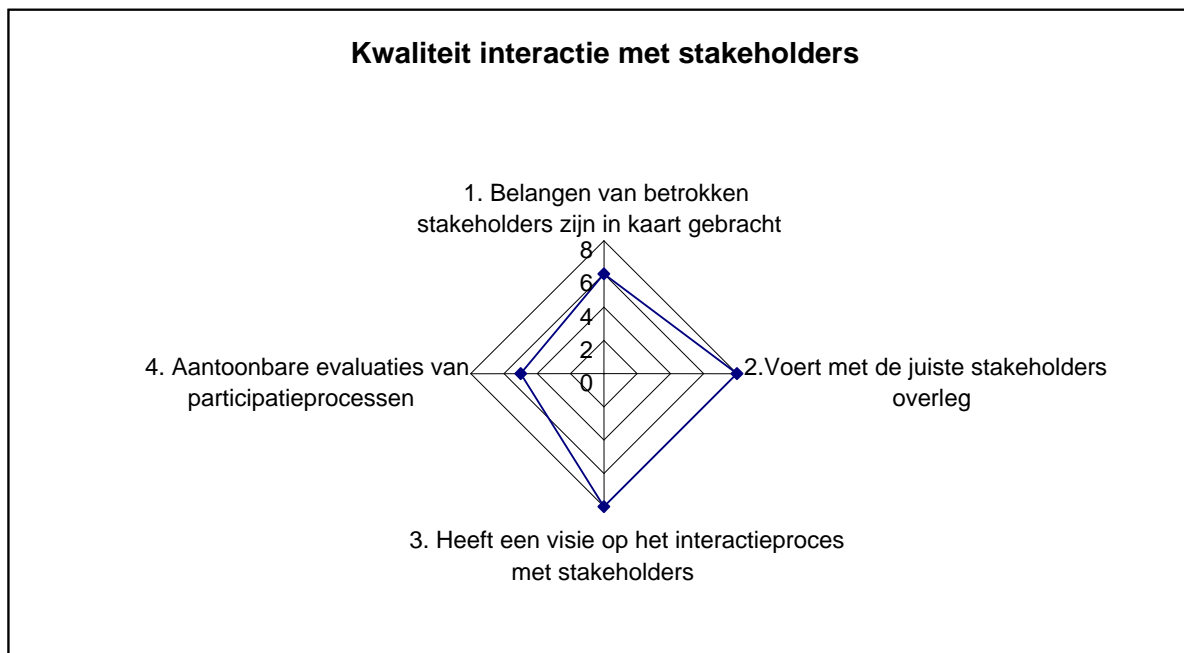 Kwaliteit interactie met stakeholders
1. Belangen van betrokken
stakeholders zijn in kaart gebracht
8
6
4
2
0
2.Voert met de juiste stakeholders
overleg
4. Aantoonbare evaluaties van
participatieprocessen
3. Heeft een visie op het interactieproces
met stakeholders